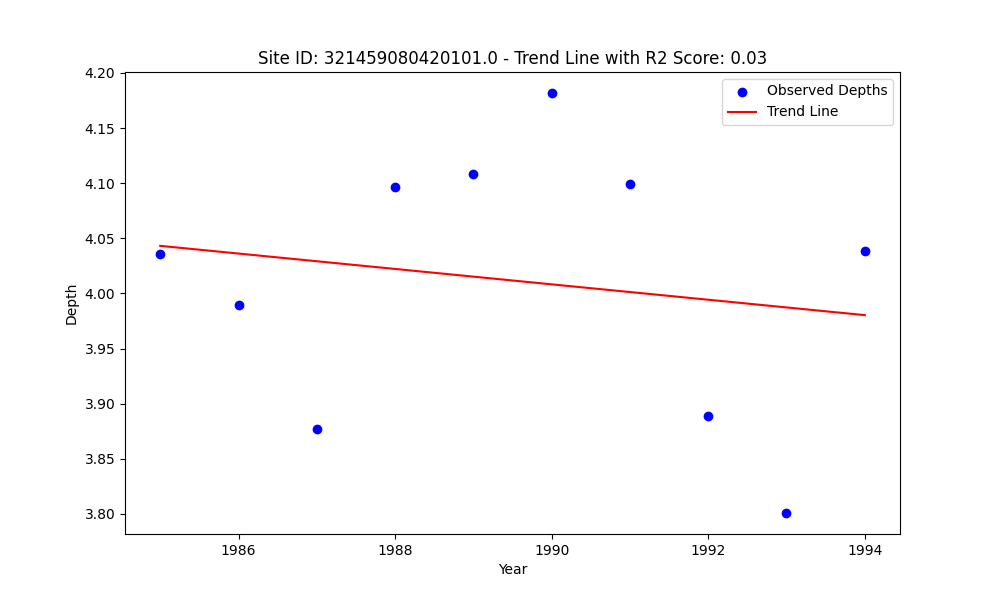 Site ID: 321459080420101.0 - Trend Line with R2 Score: 0.03
Observed Depths
Trend Line
4.20
4.15
4.10
4.05
4.00
3.95
3.90
3.85
3.80
Depth
1986
1988
1990
1992
1994
Year